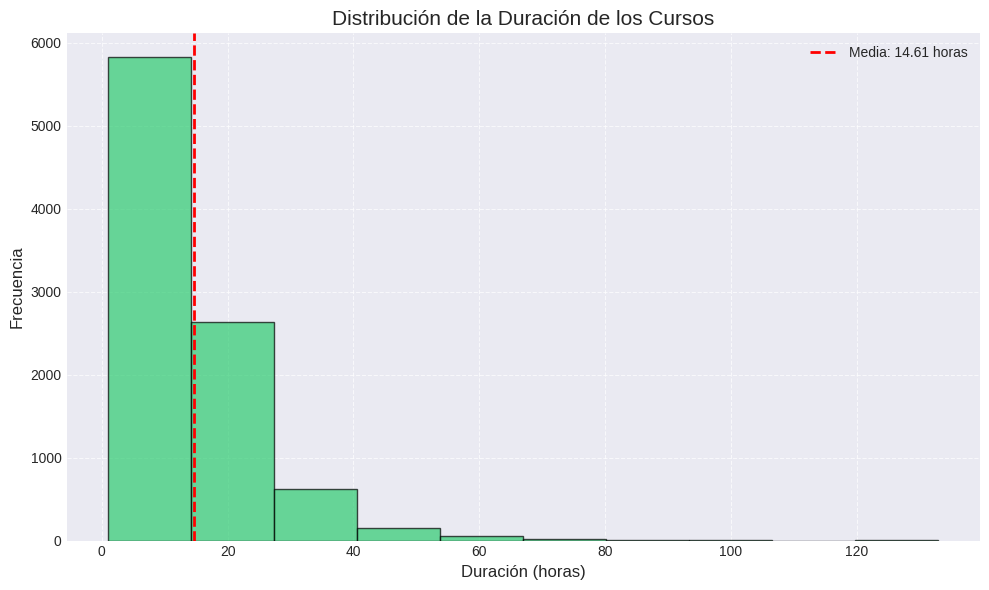 Distribución de la Duración de los Cursos
Media: 14.61 horas
Frecuencia
6000
5000
4000
3000
2000
1000
0
0 20 40 60 80 100 120
Duración (horas)